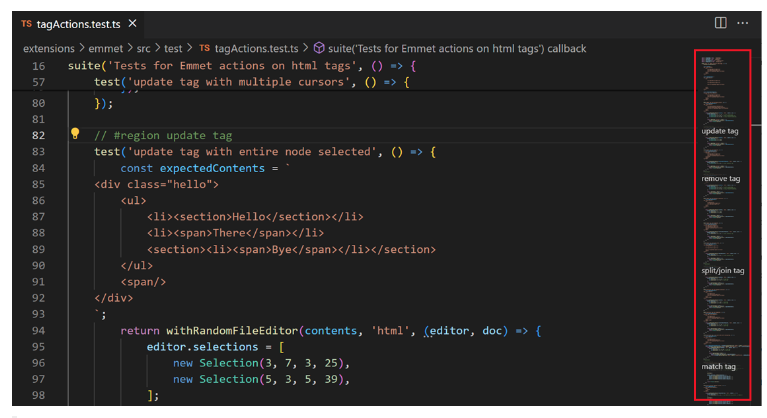 TS tagActions.test.ts ×
extensions > emmet > src > test > TS tagActions.test.ts > suite('Tests for Emmet actions on html tags') callback
16 suite('Tests for Emmet actions on html tags', () => {
57 test('update tag with multiple cursors', () => {
80 });
81
82 // #region update tag
83 test('update tag with entire node selected', () => {
84 const expectedContents = `
85 <div class="hello">
86 <ul>
87 <li><section>Hello</section></li>
88 <li><span>There</span></li>
89 <section><li><span>Bye</span></li></section>
90 </ul>
91 <span/>
92 </div>
93 `;
94 return withRandomFileEditor(contents, 'html', (editor, doc) => {
95 editor.selections = [
96 new Selection(3, 7, 3, 25),
97 new Selection(5, 3, 5, 39),
98 ];
update tag
remove tag
split/join tag
match tag